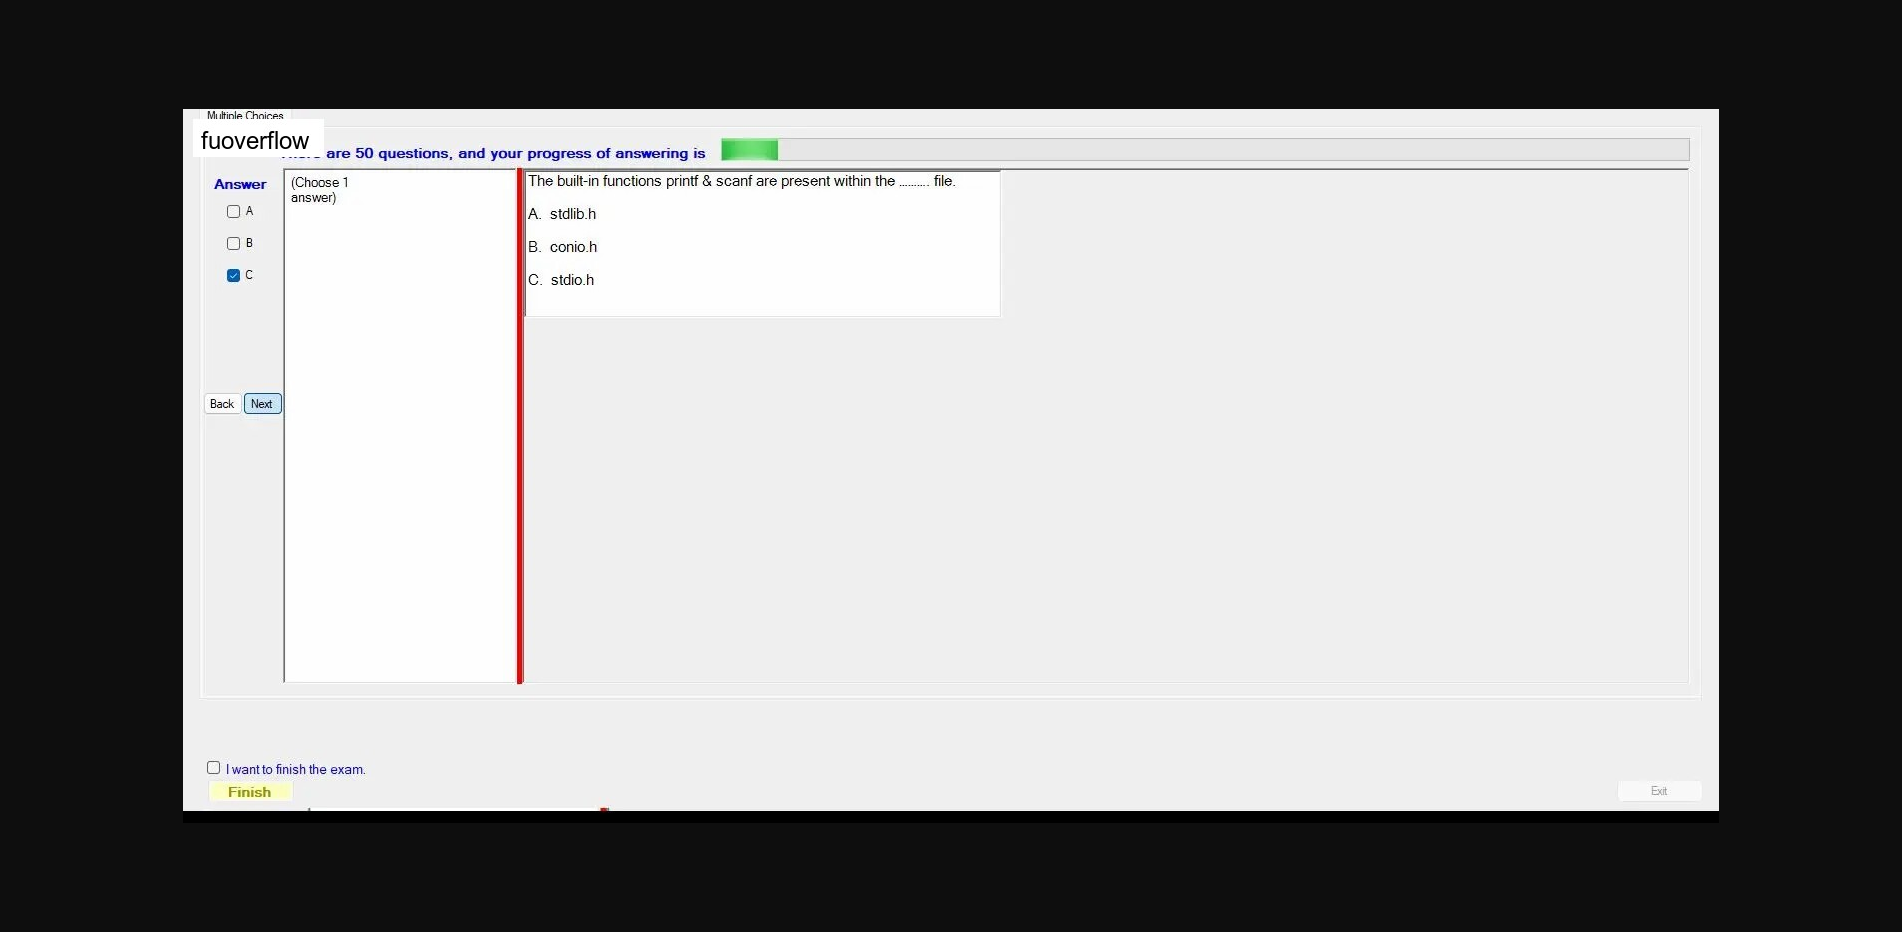 Multiple Choices
fuoverflow
There are 50 questions, and your progress of answering is
Answer
A
B
C
Back
Next
(Choose 1
answer)
The built-in functions printf & scanf are present within the .......... file.
A. stdlib.h
B. conio.h
C. stdio.h
I want to finish the exam.
Finish
Exit